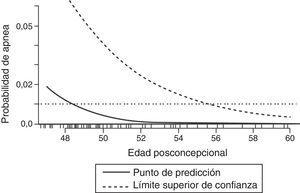 Probabilidad de apnea
0,05
0,02
0,0
48 50 52 54 56 58 60
Edad posconcepcional
Punto de predicción
Límite superior de confianza